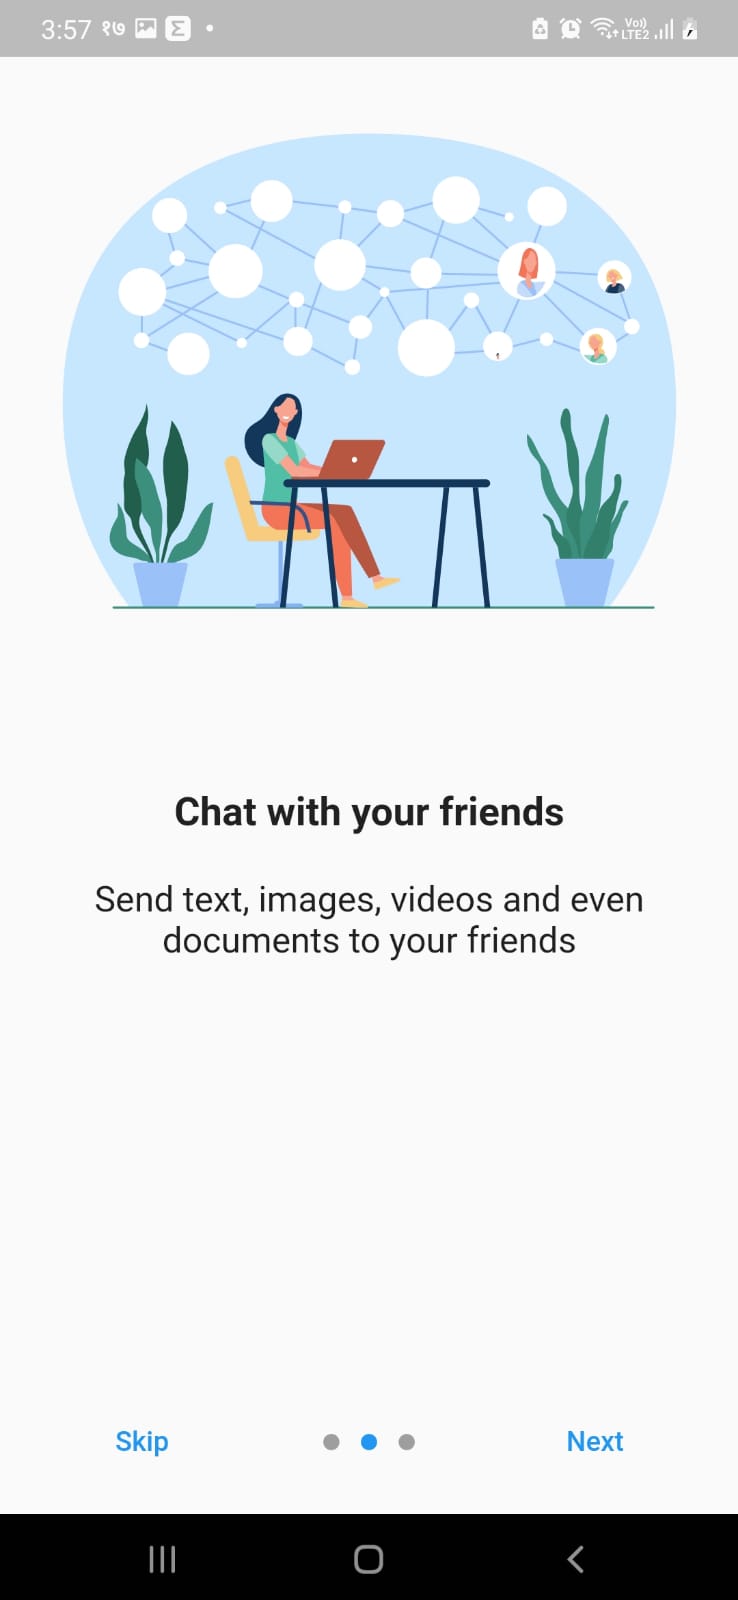 3:57 १७
Vo))
LTE2
Chat with your friends
Send text, images, videos and even
documents to your friends
Skip
Next